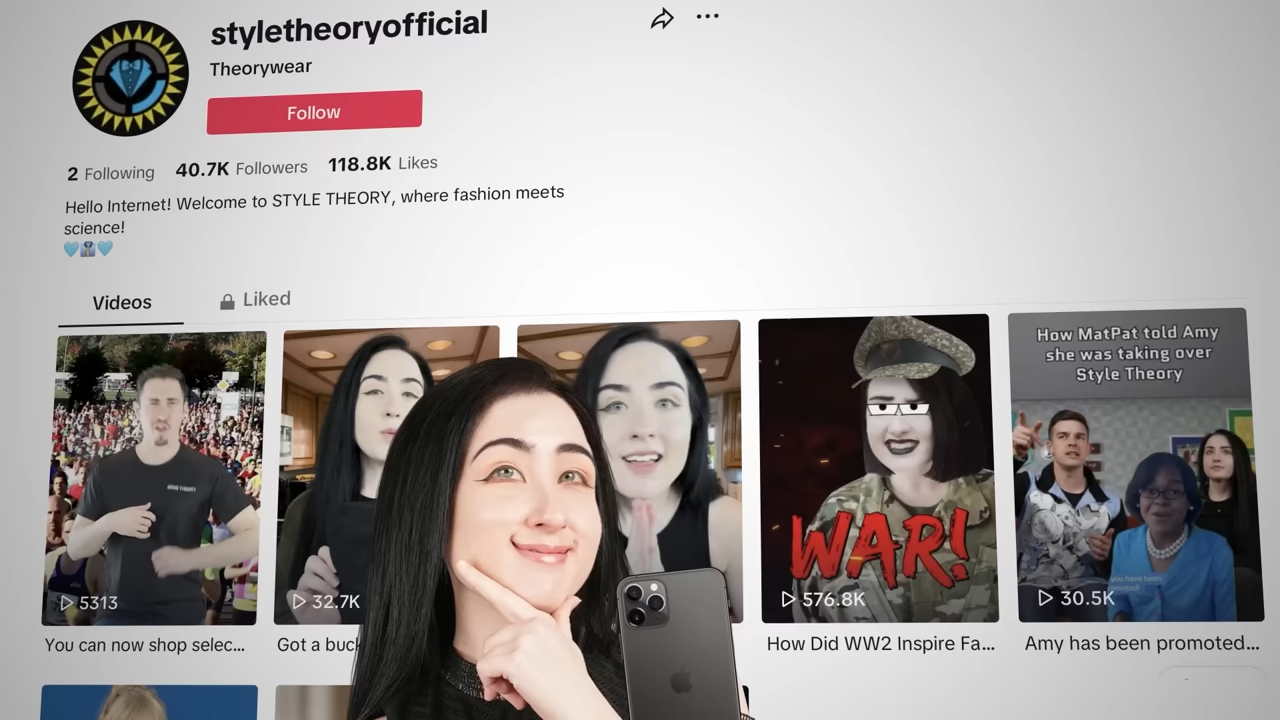 styletheoryofficial
Theorywear
Follow
2 Following 40.7K Followers 118.8K Likes
Hello Internet! Welcome to STYLE THEORY, where fashion meets
science!
Videos
Liked
How MatPat told Amy
she was taking over
Style Theory
WAR!
you have been
5313
32.7K
576.8K
30.5K
You can now shop selec...
Got a buck
How Did WW2 Inspire Fa...
Amy has been promoted...